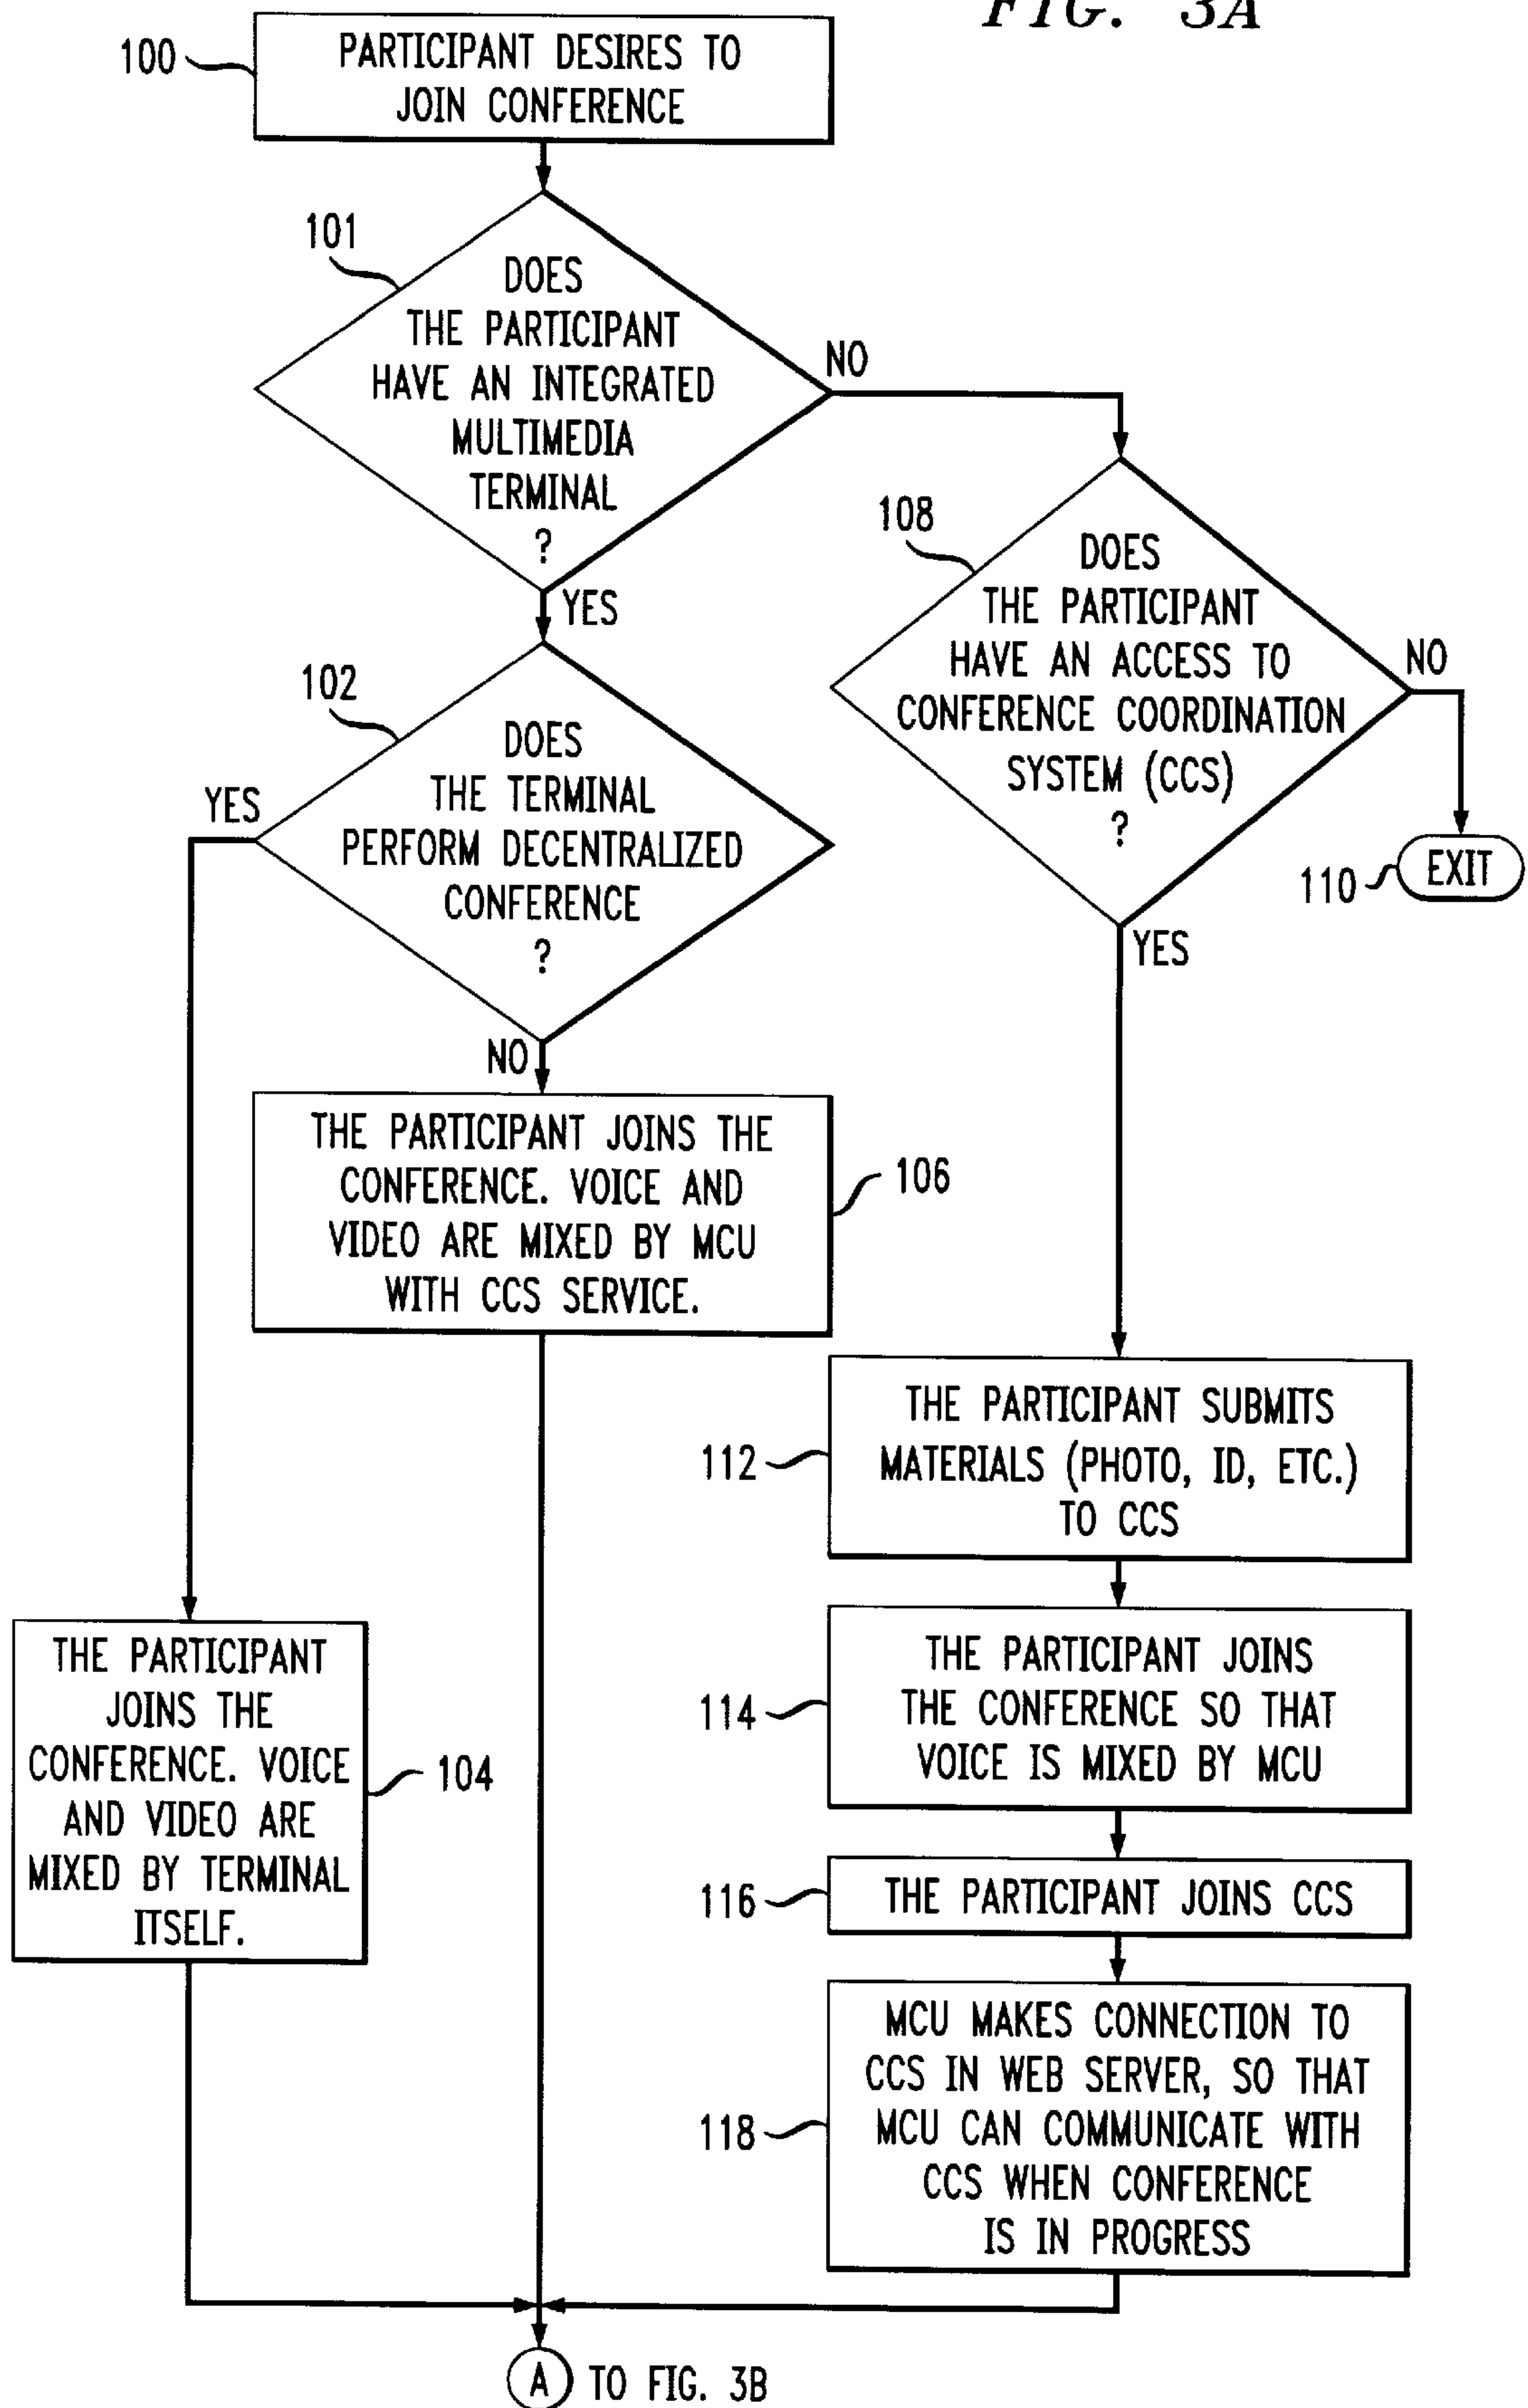 FIG. 3A
100
PARTICIPANT DESIRES TO
JOIN CONFERENCE
101
DOES
THE PARTICIPANT
HAVE AN INTEGRATED
MULTIMEDIA
TERMINAL
?
NO
YES
108
DOES
THE PARTICIPANT
HAVE AN ACCESS TO
CONFERENCE COORDINATION
SYSTEM (CCS)
?
NO
110
EXIT
YES
102
DOES
THE TERMINAL
PERFORM DECENTRALIZED
CONFERENCE
?
YES
NO
THE PARTICIPANT JOINS THE
CONFERENCE. VOICE AND
VIDEO ARE MIXED BY MCU
WITH CCS SERVICE.
106
112
THE PARTICIPANT SUBMITS
MATERIALS (PHOTO, ID, ETC.)
TO CCS
THE PARTICIPANT
JOINS THE
CONFERENCE. VOICE
AND VIDEO ARE
MIXED BY TERMINAL
ITSELF.
104
114
THE PARTICIPANT JOINS
THE CONFERENCE SO THAT
VOICE IS MIXED BY MCU
116
THE PARTICIPANT JOINS CCS
118
MCU MAKES CONNECTION TO
CCS IN WEB SERVER, SO THAT
MCU CAN COMMUNICATE WITH
CCS WHEN CONFERENCE
IS IN PROGRESS
A
TO FIG. 3B